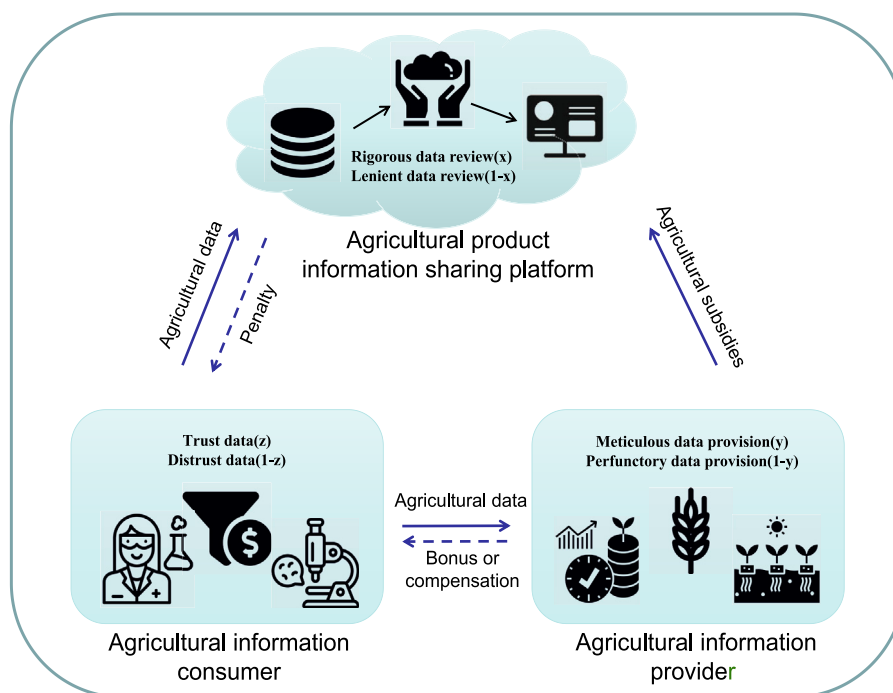 Rigorous data review(x)
Lenient data review(1-x)
Agricultural product
information sharing platform
Agricultural data
Penalty
Agricultural subsidies
Trust data(z)
Distrust data(1-z)
$
Agricultural information
consumer
Agricultural data
Bonus or
compensation
Meticulous data provision(y)
Perfunctory data provision(1-y)
Agricultural information
provider